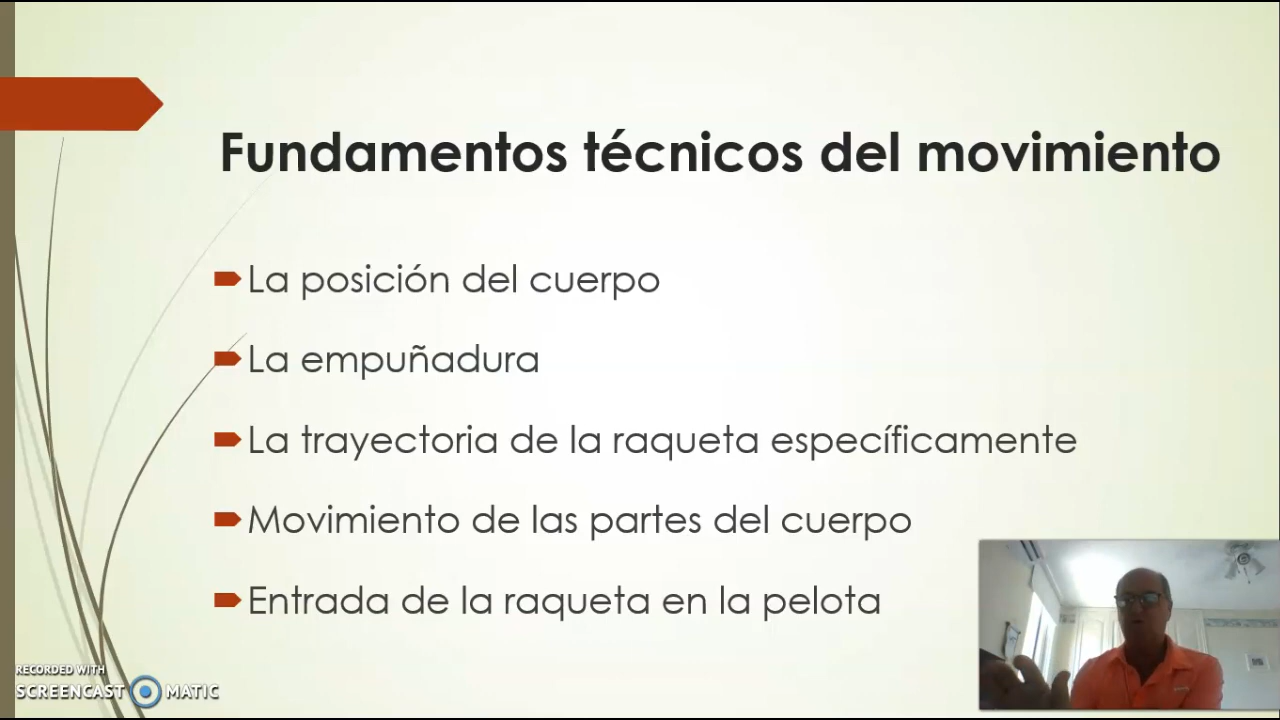 Fundamentos técnicos del movimiento
La posición del cuerpo
La empuñadura
La trayectoria de la raqueta específicamente
Movimiento de las partes del cuerpo
Entrada de la raqueta en la pelota
RECORDED WITH
SCREENCAST MATIC